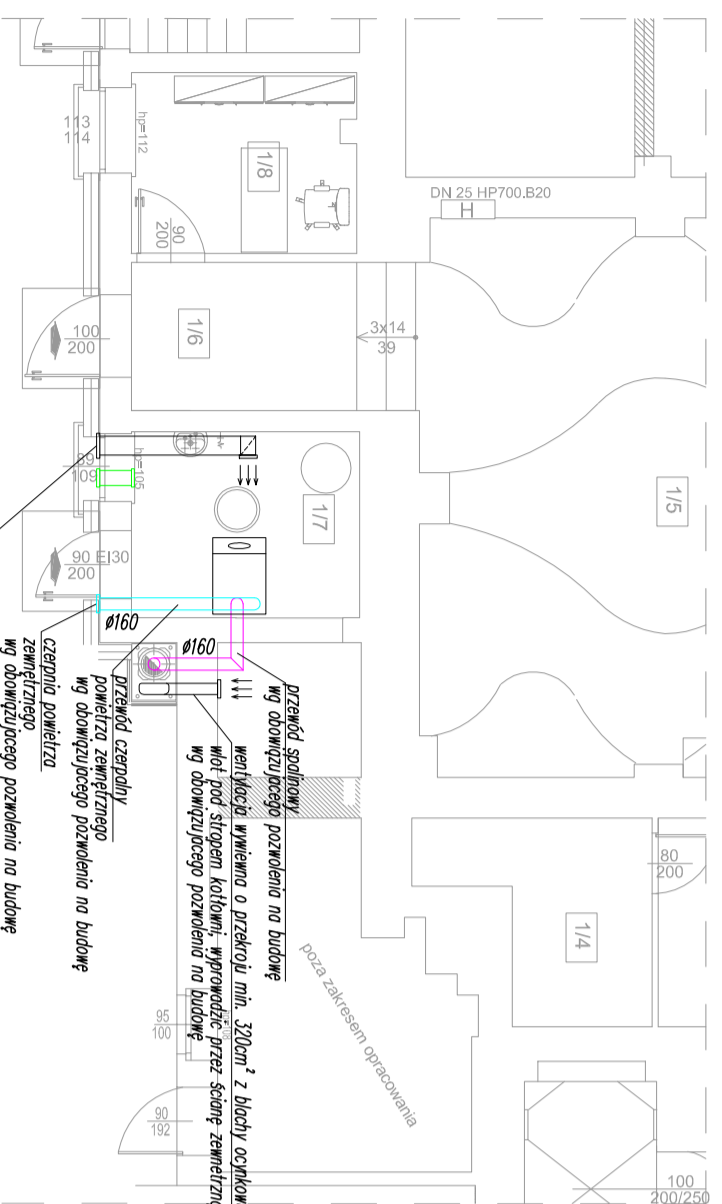 113
114
hp=112
1/8
90
200
DN 25 HP700.B20
H
100
200
1/6
3x14
39
109
hp=105
1/7
1/5
90 EI30
200
ø160
ø160
przewód spalinowy
wg obowiązującego pozwolenia na budowę
wentylacja wywiewna o przekroju min. 320cm² z blachy ocynkow
wlot pod stropem kotłowni, wyprowadzić przez ścianę zewnętrzn
wg obowiązującego pozwolenia na budowę
przewód czerpalny
powietrza zewnętrznego
wg obowiązującego pozwolenia na budowę
czerpnia powietrza
zewnętrznego
wg obowiązującego pozwolenia na budowę
80
200
1/4
poza zakresem opracowania
95
100
90
192
100
200/250